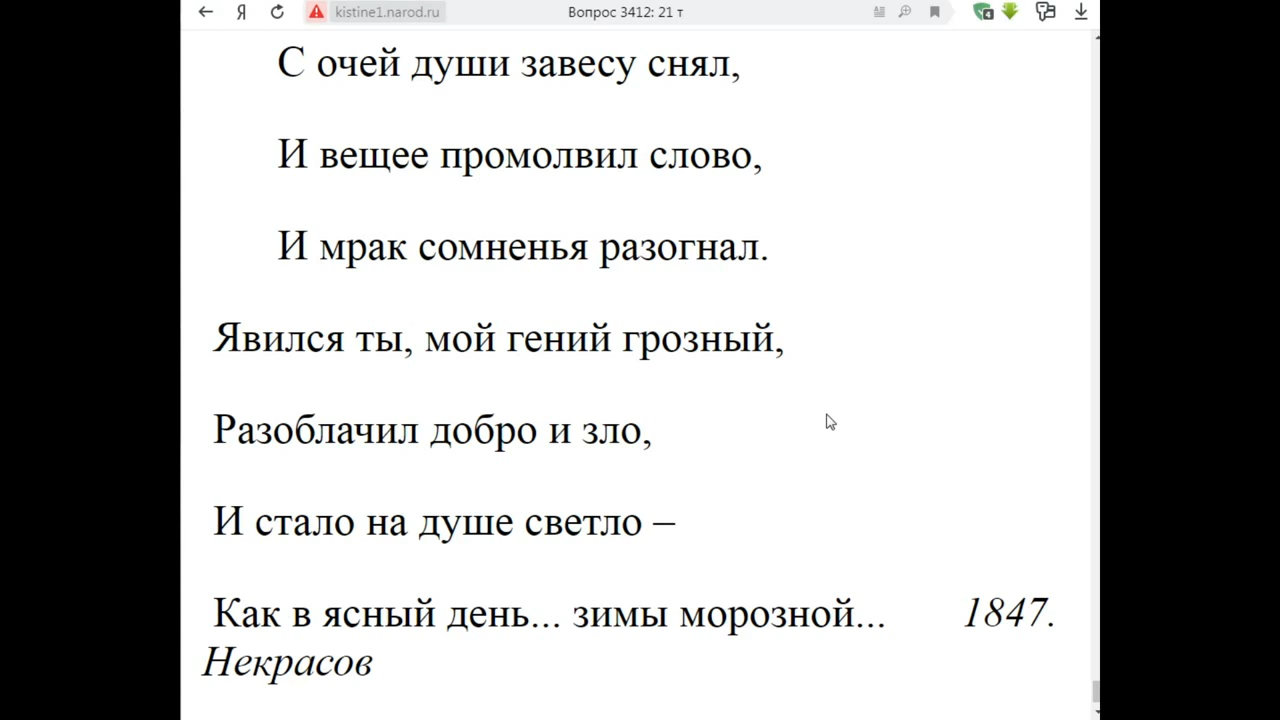 Я kistine1.narod.ru Вопрос 3412: 21 т 4
С очей души завесу снял,
И вещее промолвил слово,
И мрак сомненья разогнал.
Явился ты, мой гений грозный,
Разоблачил добро и зло,
И стало на душе светло –
Как в ясный день... зимы морозной... 1847.
Некрасов